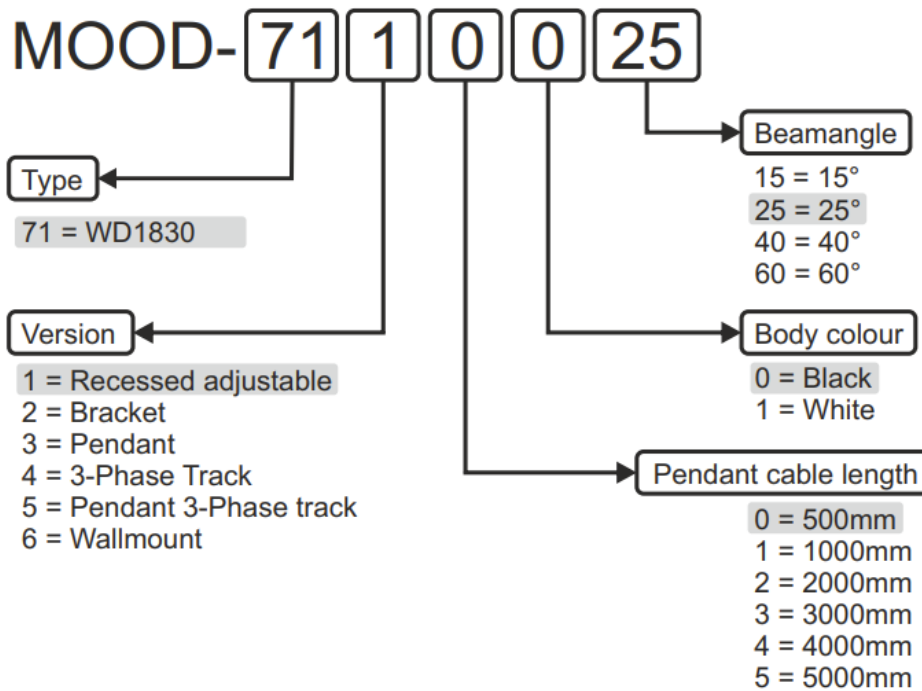 MOOD- 71 1 0 0 25
Beamangle
15 = 15°
25 = 25°
40 = 40°
60 = 60°
Type
71 = WD1830
Version
1 = Recessed adjustable
2 = Bracket
3 = Pendant
4 = 3-Phase Track
5 = Pendant 3-Phase track
6 = Wallmount
Body colour
0 = Black
1 = White
Pendant cable length
0 = 500mm
1 = 1000mm
2 = 2000mm
3 = 3000mm
4 = 4000mm
5 = 5000mm